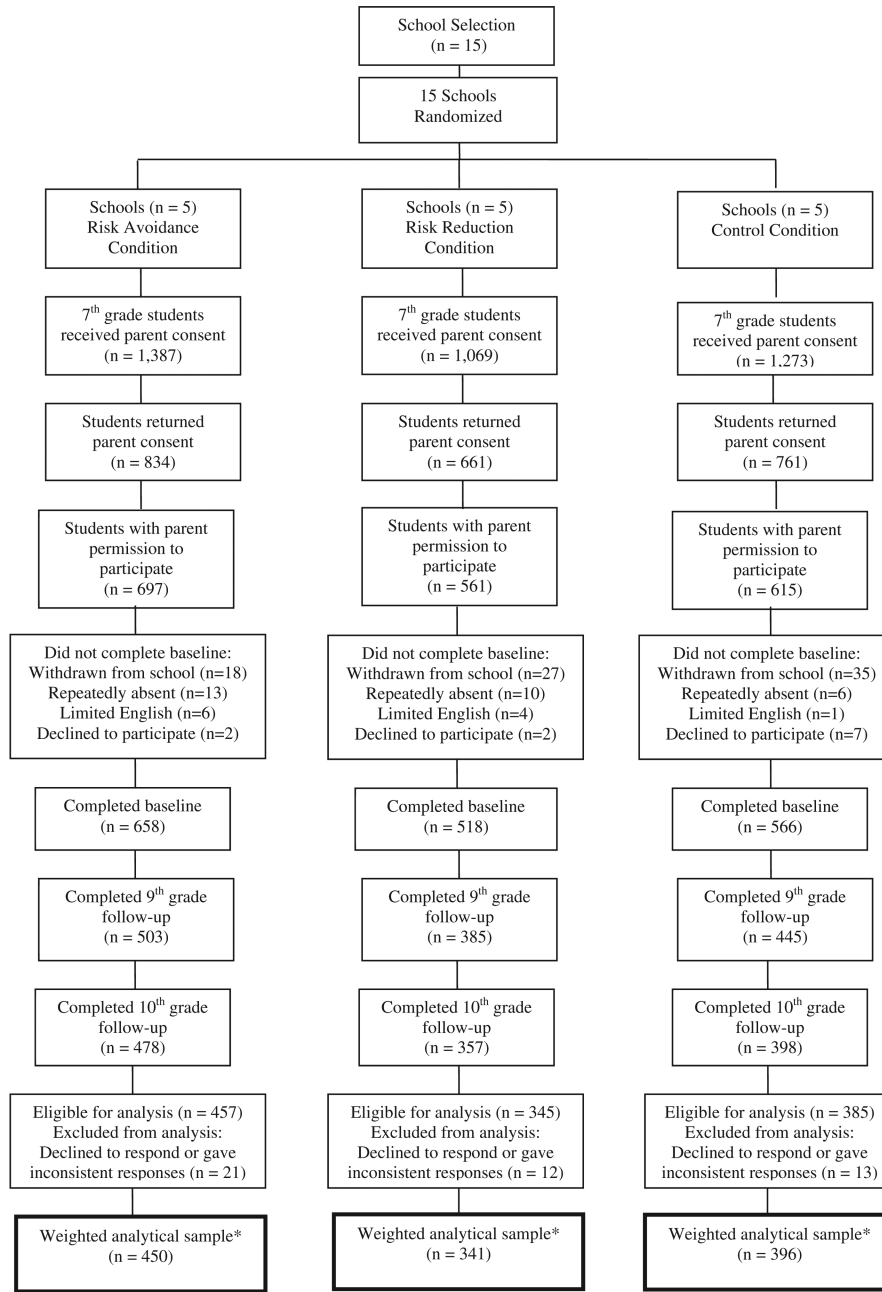 School Selection
(n = 15)
15 Schools
Randomized
Schools (n = 5)
Risk Avoidance
Condition
7th grade students
received parent consent
(n = 1,387)
Students returned
parent consent
(n = 834)
Students with parent
permission to
participate
(n = 697)
Did not complete baseline:
Withdrawn from school (n=18)
Repeatedly absent (n=13)
Limited English (n=6)
Declined to participate (n=2)
Completed baseline
(n = 658)
Completed 9th grade
follow-up
(n = 503)
Completed 10th grade
follow-up
(n = 478)
Eligible for analysis (n = 457)
Excluded from analysis:
Declined to respond or gave
inconsistent responses (n = 21)
Weighted analytical sample*
(n = 450)
Schools (n = 5)
Risk Reduction
Condition
7th grade students
received parent consent
(n = 1,069)
Students returned
parent consent
(n = 661)
Students with parent
permission to
participate
(n = 561)
Did not complete baseline:
Withdrawn from school (n=27)
Repeatedly absent (n=10)
Limited English (n=4)
Declined to participate (n=2)
Completed baseline
(n = 518)
Completed 9th grade
follow-up
(n = 385)
Completed 10th grade
follow-up
(n = 357)
Eligible for analysis (n = 345)
Excluded from analysis:
Declined to respond or gave
inconsistent responses (n = 12)
Weighted analytical sample*
(n = 341)
Schools (n = 5)
Control Condition
7th grade students
received parent consent
(n = 1,273)
Students returned
parent consent
(n = 761)
Students with parent
permission to
participate
(n = 615)
Did not complete baseline:
Withdrawn from school (n=35)
Repeatedly absent (n=6)
Limited English (n=1)
Declined to participate (n=7)
Completed baseline
(n = 566)
Completed 9th grade
follow-up
(n = 445)
Completed 10th grade
follow-up
(n = 398)
Eligible for analysis (n = 385)
Excluded from analysis:
Declined to respond or gave
inconsistent responses (n = 13)
Weighted analytical sample*
(n = 396)